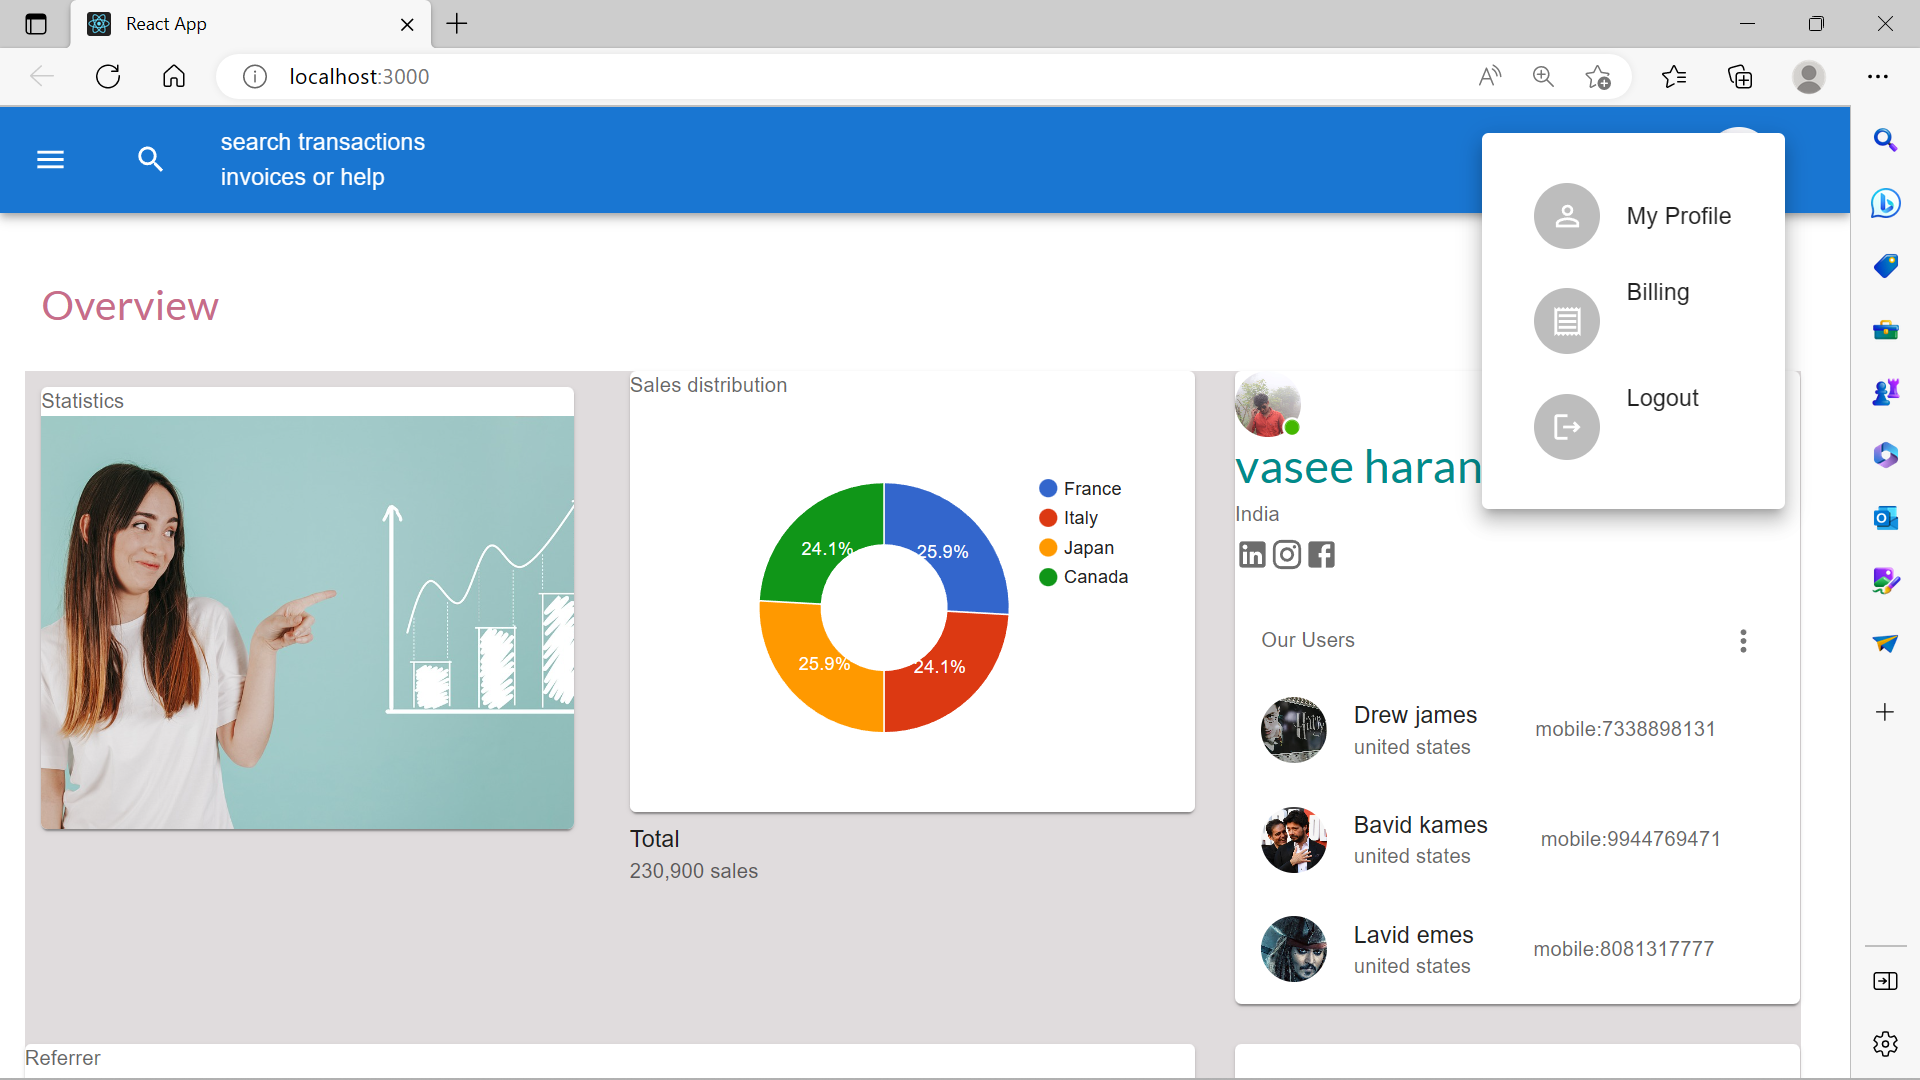 React App
localhost:3000
search transactions
invoices or help
My Profile
Billing
Logout
Overview
Statistics
Sales distribution
France
Italy
Japan
Canada
24.1%
25.9%
25.9%
24.1%
Total
230,900 sales
vasee haran
India
Our Users
Drew james
united states
mobile:7338898131
Bavid kames
united states
mobile:9944769471
Lavid emes
united states
mobile:8081317777
Referrer